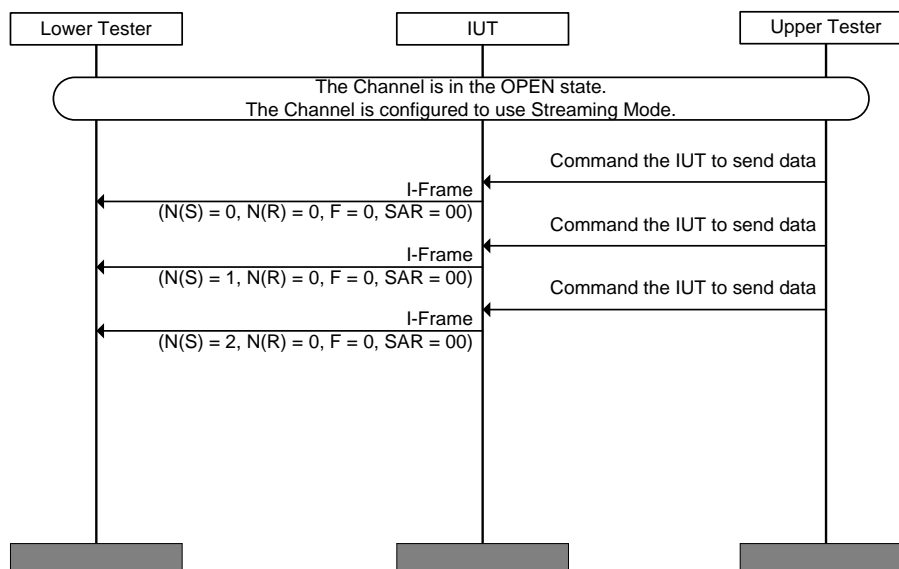 Lower Tester
IUT
Upper Tester
The Channel is in the OPEN state.
The Channel is configured to use Streaming Mode.
Command the IUT to send data
I-Frame
(N(S) = 0, N(R) = 0, F = 0, SAR = 00)
Command the IUT to send data
I-Frame
(N(S) = 1, N(R) = 0, F = 0, SAR = 00)
Command the IUT to send data
I-Frame
(N(S) = 2, N(R) = 0, F = 0, SAR = 00)